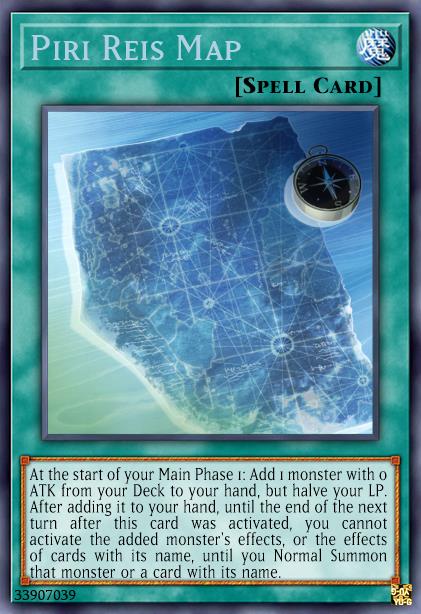 Piri Reis Map
魔
[Spell Card]
N
At the start of your Main Phase 1: Add 1 monster with 0
ATK from your Deck to your hand, but halve your LP.
After adding it to your hand, until the end of the next
turn after this card was activated, you cannot
activate the added monster's effects, or the effects
of cards with its name, until you Normal Summon
that monster or a card with its name.
33907039